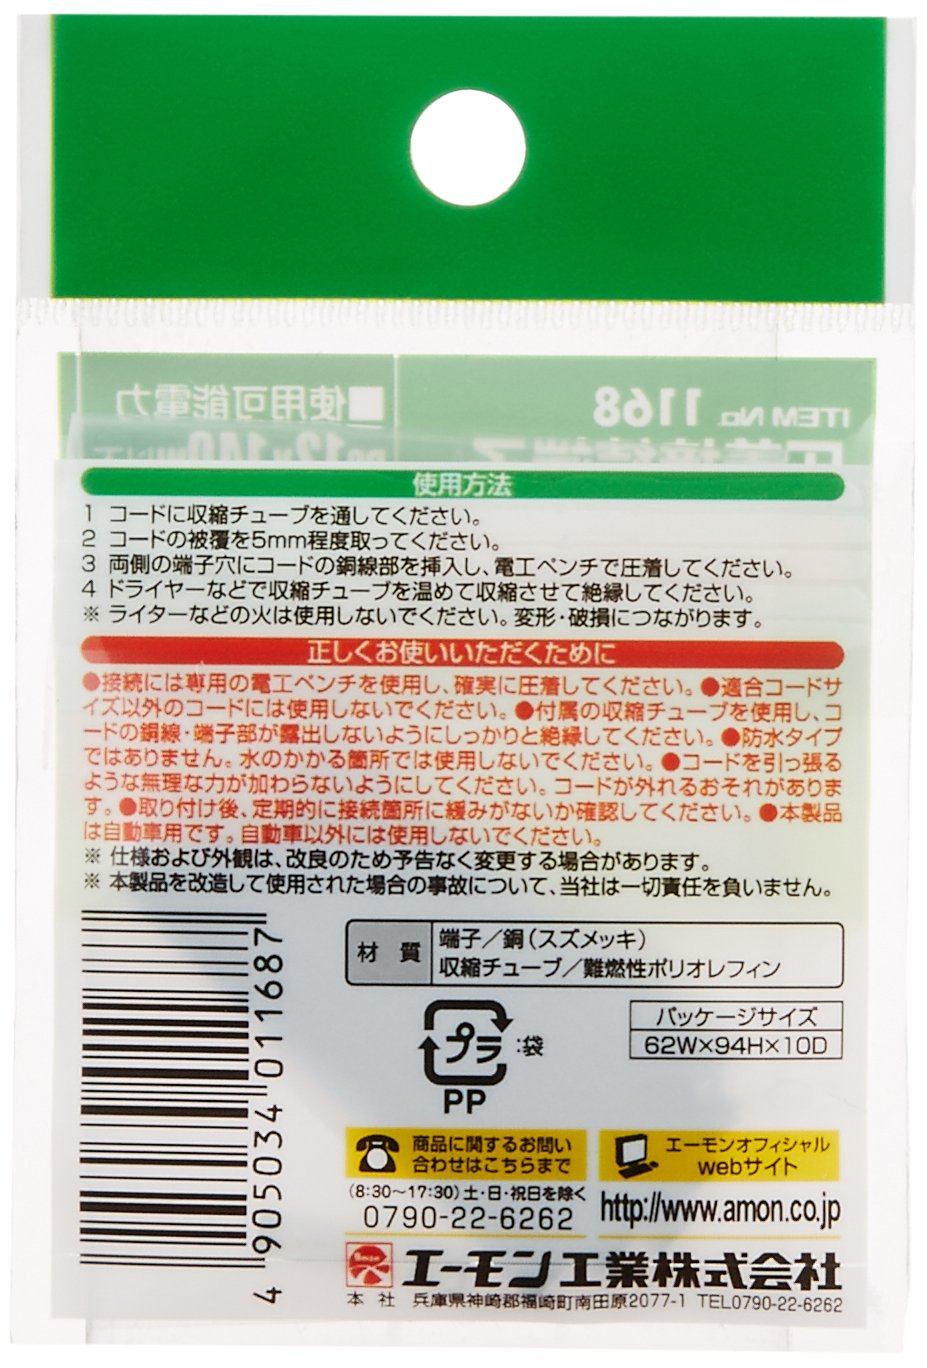 ■使用可能電力
ITEM No. 1168
DC12V140W以下
圧着接続端子
使用方法
1 コードに収縮チューブを通してください。
2 コードの被覆を5mm程度取ってください。
3 両側の端子穴にコードの銅線部を挿入し、電工ペンチで圧着してください。
4 ドライヤーなどで収縮チューブを温めて収縮させて絶縁してください。
※ ライターなどの火は使用しないでください。変形・破損につながります。
正しくお使いいただくために
●接続には専用の電工ペンチを使用し、確実に圧着してください。●適合コードサ
イズ以外のコードには使用しないでください。●付属の収縮チューブを使用し、コ
ードの銅線・端子部が露出しないようにしっかりと絶縁してください。●防水タイプ
ではありません。水のかかる箇所では使用しないでください。●コードを引っ張る
ような無理な力が加わらないようにしてください。コードが外れるおそれがありま
す。●取り付け後、定期的に接続箇所に緩みがないか確認してください。●本製品
は自動車用です。自動車以外には使用しないでください。
※ 仕様および外観は、改良のため予告なく変更する場合があります。
※ 本製品を改造して使用された場合の事故について、当社は一切責任を負いません。
4905034011687
材 質
端子／銅（スズメッキ）
収縮チューブ／難燃性ポリオレフィン
プラ :袋
PP
パッケージサイズ
62W×94H×10D
商品に関するお問い
合わせはこちらまで
(8:30～17:30)土・日・祝日を除く
0790-22-6262
エーモンオフィシャル
webサイト
http://www.amon.co.jp
エーモン工業株式会社
本 社 兵庫県神崎郡福崎町南田原2077-1 TEL0790-22-6262